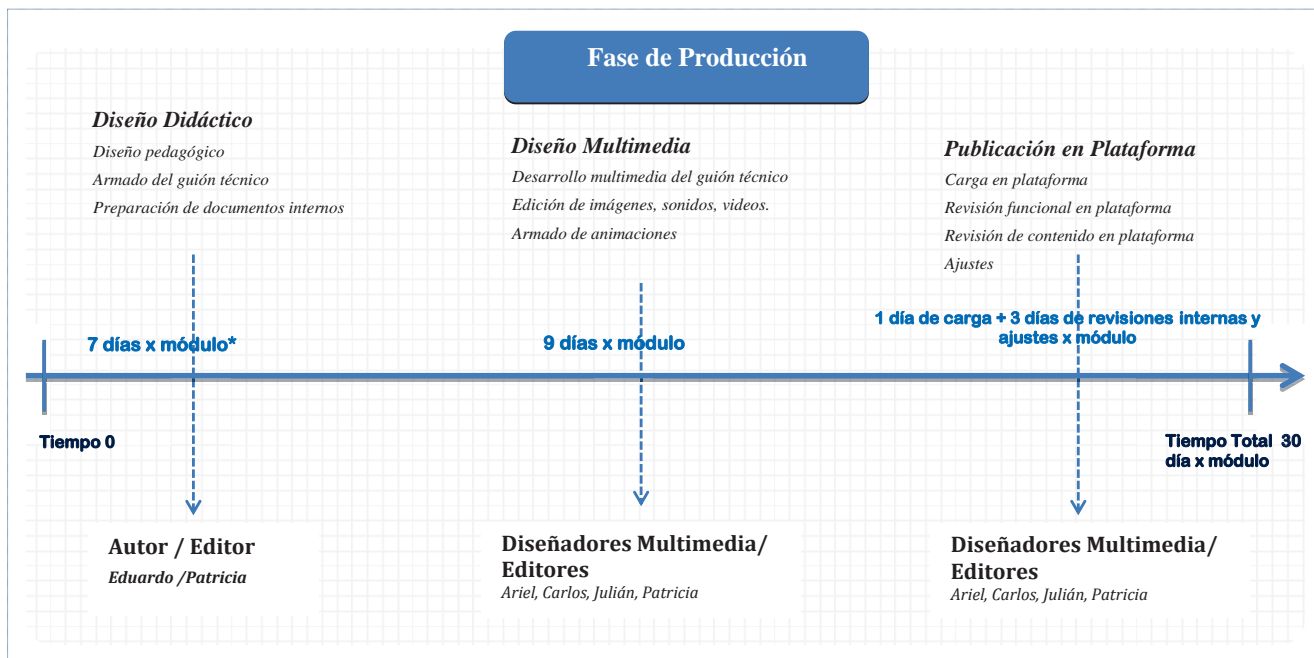 Fase de Producción
Diseño Didáctico
Diseño pedagógico
Armado del guión técnico
Preparación de documentos internos
Diseño Multimedia
Desarrollo multimedia del guión técnico
Edición de imágenes, sonidos, videos.
Armado de animaciones
Publicación en Plataforma
Carga en plataforma
Revisión funcional en plataforma
Revisión de contenido en plataforma
Ajustes
7 días x módulo*
9 días x módulo
1 día de carga + 3 días de revisiones internas y
ajustes x módulo
Tiempo 0
Tiempo Total 30
día x módulo
Autor / Editor
Eduardo /Patricia
Diseñadores Multimedia/
Editores
Ariel, Carlos, Julián, Patricia
Diseñadores Multimedia/
Editores
Ariel, Carlos, Julián, Patricia